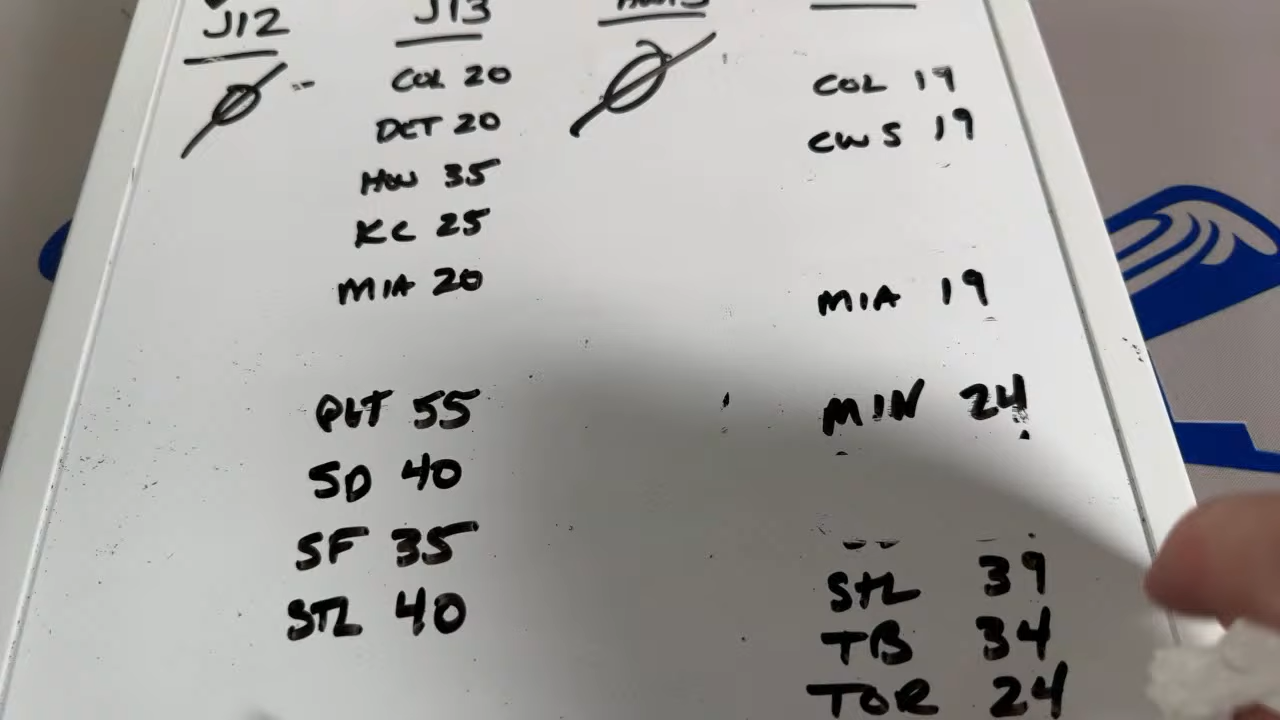 J12
J13
COL 20
DET 20
HOU 35
KC 25
MIA 20
PIT 55
SD 40
SF 35
STL 40
COL 19
CWS 19
MIA 19
MIN 24
STL 39
TB 34
TOR 24